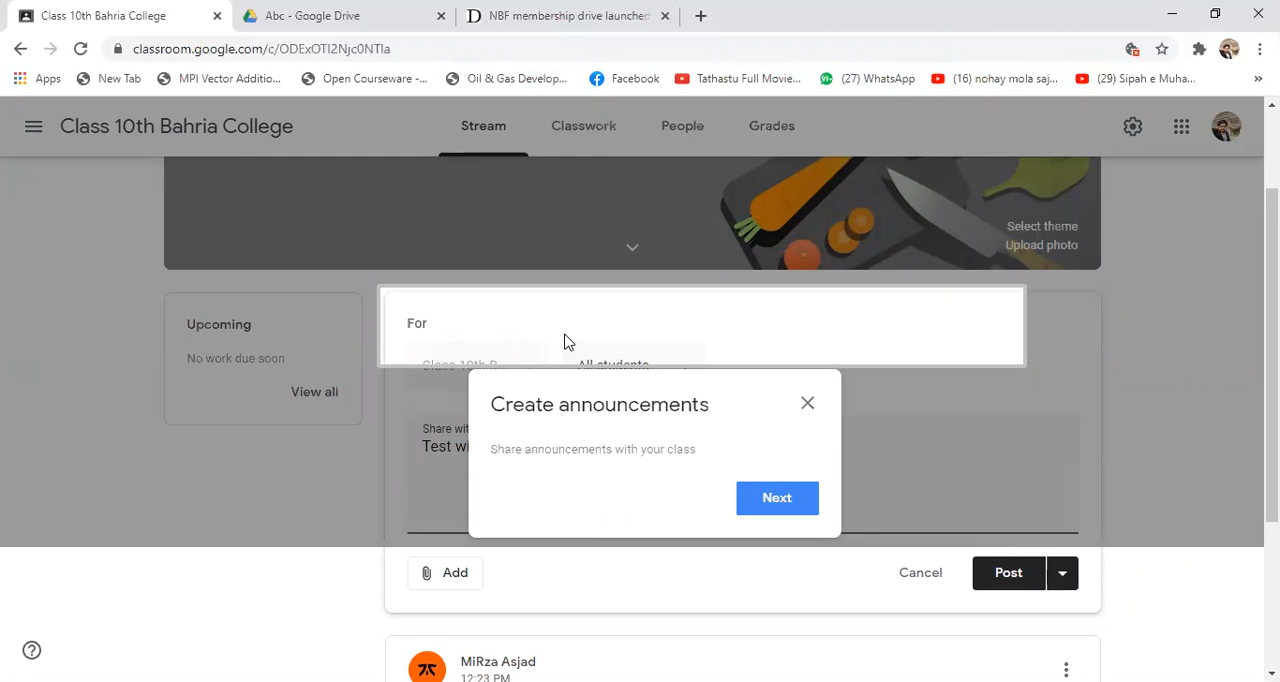 Class 10th Bahria College
Abc - Google Drive
NBF membership drive launched
classroom.google.com/c/ODExOTI2Njc0NTIa
Apps
New Tab
MPI Vector Additio...
Open Courseware -...
Oil & Gas Develop...
Facebook
Tathastu Full Movie...
(27) WhatsApp
(16) nohay mola saj...
(29) Sipah e Muha...
Class 10th Bahria College
Stream
Classwork
People
Grades
Select theme
Upload photo
Upcoming
No work due soon
View all
For
Class 10th B
All students
Share wit
Test wi
Create announcements
Share announcements with your class
Next
Add
Cancel
Post
MiRza Asjad
12:23 PM